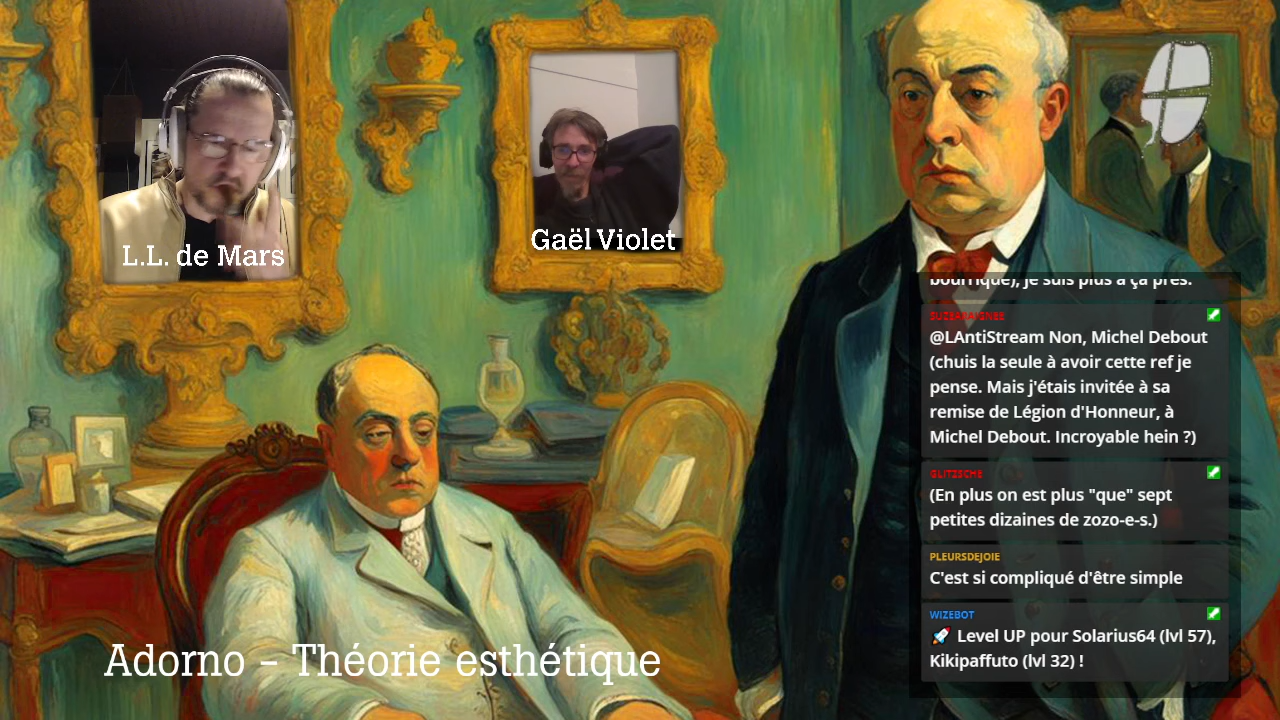 L.L. de Mars
Gaël Violet
bourrique), je suis plus à ça près.
SUZERAIGNEE
@LAntiStream Non, Michel Debout
(chuis la seule à avoir cette ref je
pense. Mais j'étais invitée à sa
remise de Légion d'Honneur, à
Michel Debout. Incroyable hein ?)
GLITZSCHE
(En plus on est plus "que" sept
petites dizaines de zozo-e-s.)
PLEURSDEJOIE
C'est si compliqué d'être simple
WIZEBOT
🚀 Level UP pour Solarius64 (lvl 57),
Kikipaffuto (lvl 32) !
Adorno – Théorie esthétique